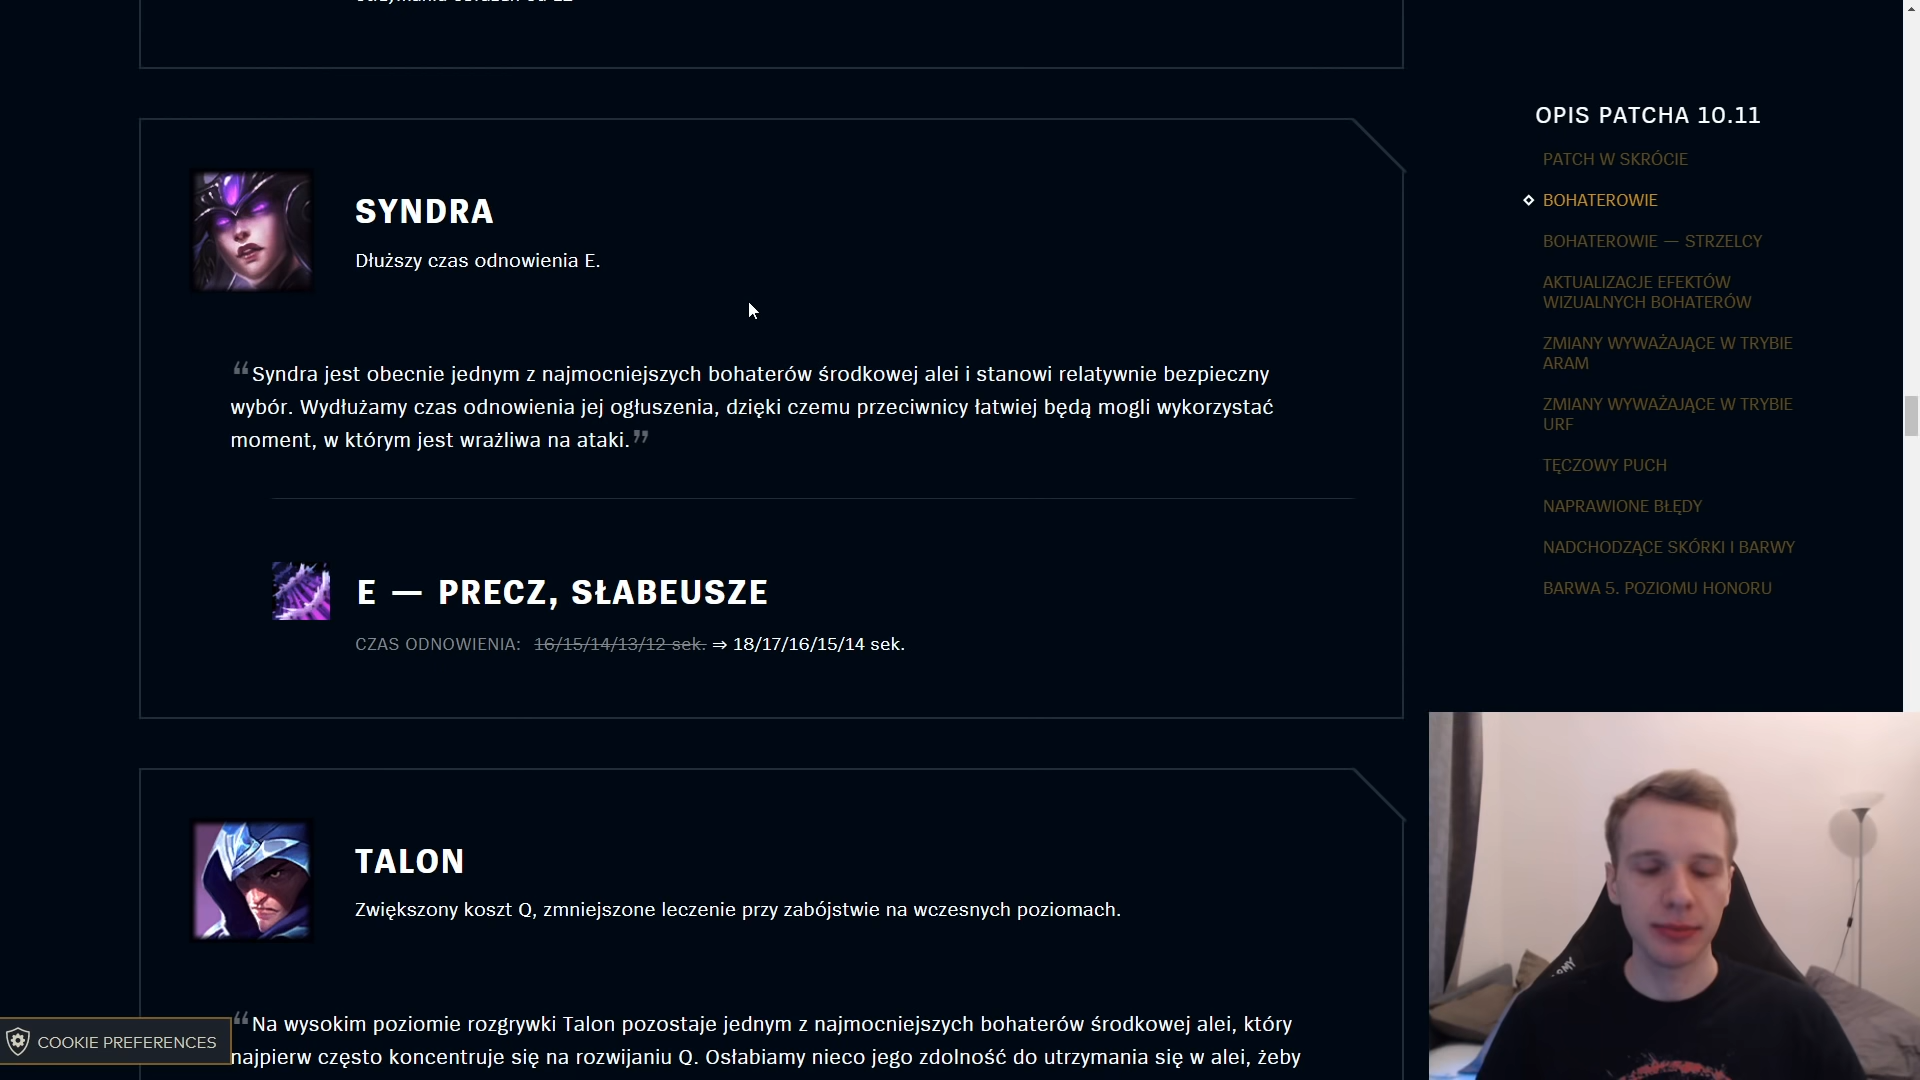 SYNDRA
Dłuższy czas odnowienia E.
“Syndra jest obecnie jednym z najmocniejszych bohaterów środkowej alei i stanowi relatywnie bezpieczny
wybór. Wydłużamy czas odnowienia jej ogłuszenia, dzięki czemu przeciwnicy łatwiej będą mogli wykorzystać
moment, w którym jest wrażliwa na ataki.”
E — PRECZ, SŁABEUSZE
CZAS ODNOWIENIA: 16/15/14/13/12 sek. ⇒ 18/17/16/15/14 sek.
TALON
Zwiększony koszt Q, zmniejszone leczenie przy zabójstwie na wczesnych poziomach.
“Na wysokim poziomie rozgrywki Talon pozostaje jednym z najmocniejszych bohaterów środkowej alei, który
najpierw często koncentruje się na rozwijaniu Q. Osłabiamy nieco jego zdolność do utrzymania się w alei, żeby
COOKIE PREFERENCES
OPIS PATCHA 10.11
PATCH W SKRÓCIE
BOHATEROWIE
BOHATEROWIE — STRZELCY
AKTUALIZACJE EFEKTÓW
WIZUALNYCH BOHATERÓW
ZMIANY WYWAŻAJĄCE W TRYBIE
ARAM
ZMIANY WYWAŻAJĄCE W TRYBIE
URF
TĘCZOWY PUCH
NAPRAWIONE BŁĘDY
NADCHODZĄCE SKÓRKI I BARWY
BARWA 5. POZIOMU HONORU